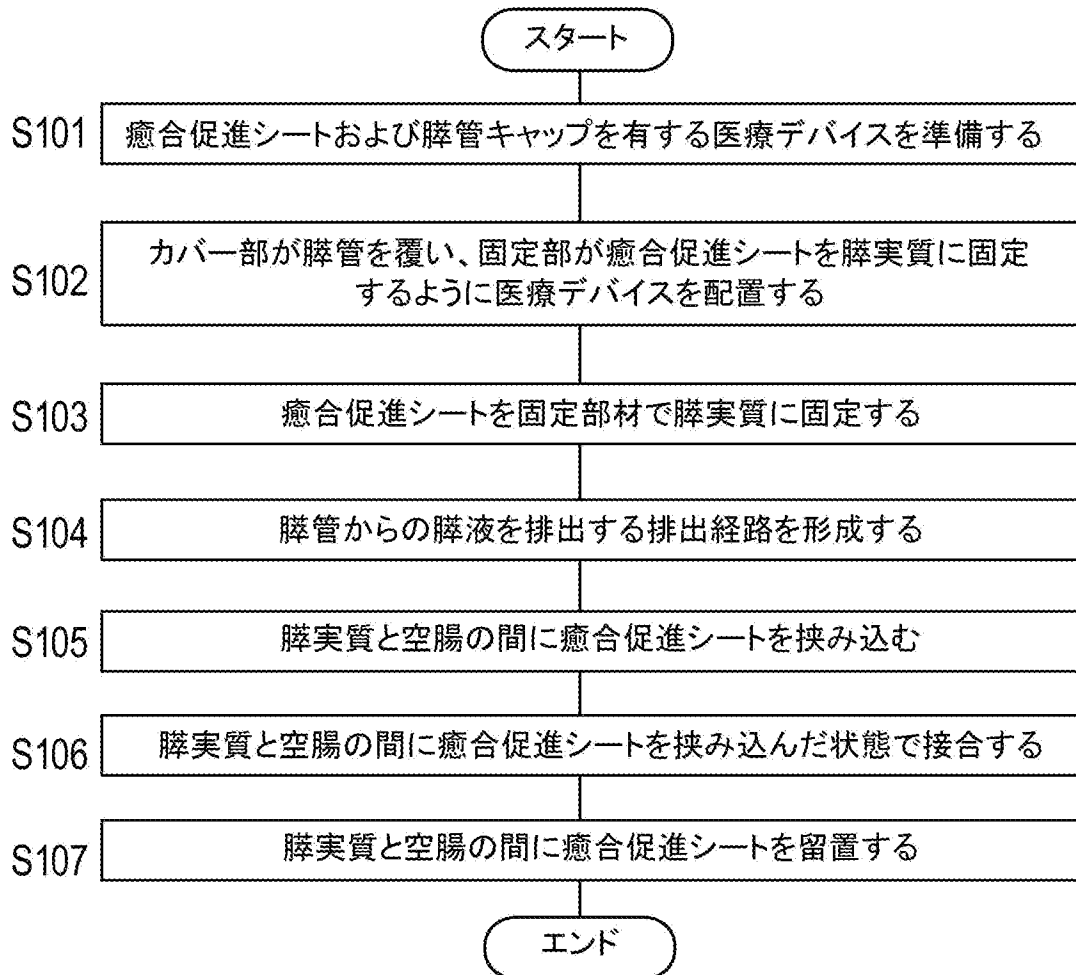 スタート
S101 癒合促進シートおよび膵管キャップを有する医療デバイスを準備する
S102 カバー部が膵管を覆い、固定部が癒合促進シートを膵実質に固定
するように医療デバイスを配置する
S103 癒合促進シートを固定部材で膵実質に固定する
S104 膵管からの膵液を排出する排出経路を形成する
S105 膵実質と空腸の間に癒合促進シートを挟み込む
S106 膵実質と空腸の間に癒合促進シートを挟み込んだ状態で接合する
S107 膵実質と空腸の間に癒合促進シートを留置する
エンド